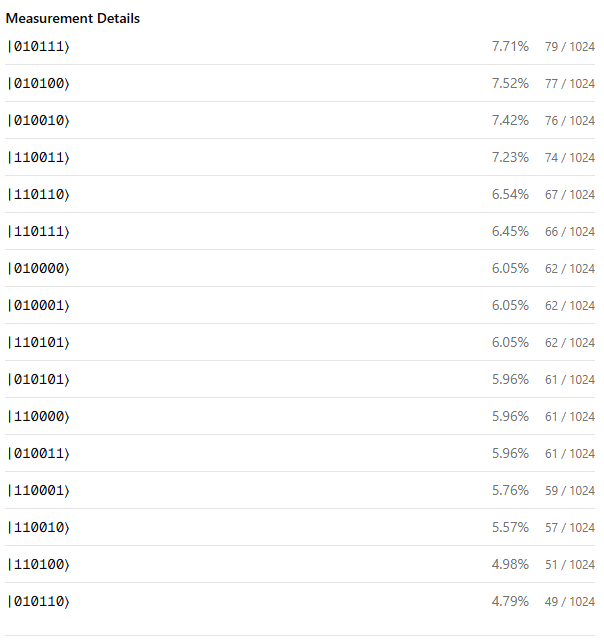 Measurement Details
|010111⟩ 7.71% 79 / 1024
|010100⟩ 7.52% 77 / 1024
|010010⟩ 7.42% 76 / 1024
|110011⟩ 7.23% 74 / 1024
|110110⟩ 6.54% 67 / 1024
|110111⟩ 6.45% 66 / 1024
|010000⟩ 6.05% 62 / 1024
|010001⟩ 6.05% 62 / 1024
|110101⟩ 6.05% 62 / 1024
|010101⟩ 5.96% 61 / 1024
|110000⟩ 5.96% 61 / 1024
|010011⟩ 5.96% 61 / 1024
|110001⟩ 5.76% 59 / 1024
|110010⟩ 5.57% 57 / 1024
|110100⟩ 4.98% 51 / 1024
|010110⟩ 4.79% 49 / 1024